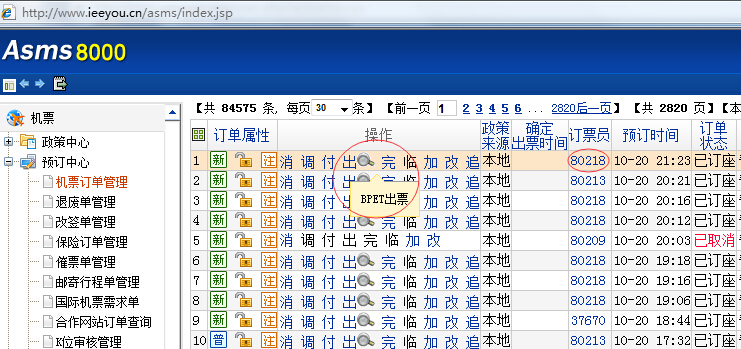 http://www.ieeyou.cn/asms/index.jsp
Asms 8000
机票
政策中心
预订中心
机票订单管理
退废单管理
改签单管理
保险订单管理
催票单管理
邮寄行程单管理
国际机票需求单
合作网站订单查询
K位审核管理
【共 84575 条, 每页 30 条】 【前一页 1 2 3 4 5 6 ... 2820后一页】 【共 2820 页】【本
订单属性 操作 政策来源 确定出票时间 订票员 预订时间 订单状态
1 新 注 消 调 付 出 完 临 加 改 追 本地 80218 10-20 21:23 已订座
2 新 注 消 调 付 出 完 临 加 改 追 本地 80213 10-20 20:21 已订座
BPET出票
3 新 注 消 调 付 出 改 追 本地 80218 10-20 20:16 已订座
4 新 注 消 调 付 出 完 临 加 改 追 本地 80218 10-20 20:12 已订座
5 新 注 消 调 付 出 完 临 加 改 本地 80209 10-20 20:03 已取消
6 新 注 消 调 付 出 完 临 加 改 追 本地 80218 10-20 19:18 已订座
7 新 注 消 调 付 出 完 临 加 改 追 本地 80218 10-20 19:16 已订座
8 新 注 消 调 付 出 完 临 加 改 追 本地 80218 10-20 19:06 已订座
9 新 注 消 调 付 出 完 临 加 改 追 本地 37670 10-20 18:44 已订座
10 普 注 消 调 付 出 完 临 加 改 追 本地 80213 10-20 17:32 已订座